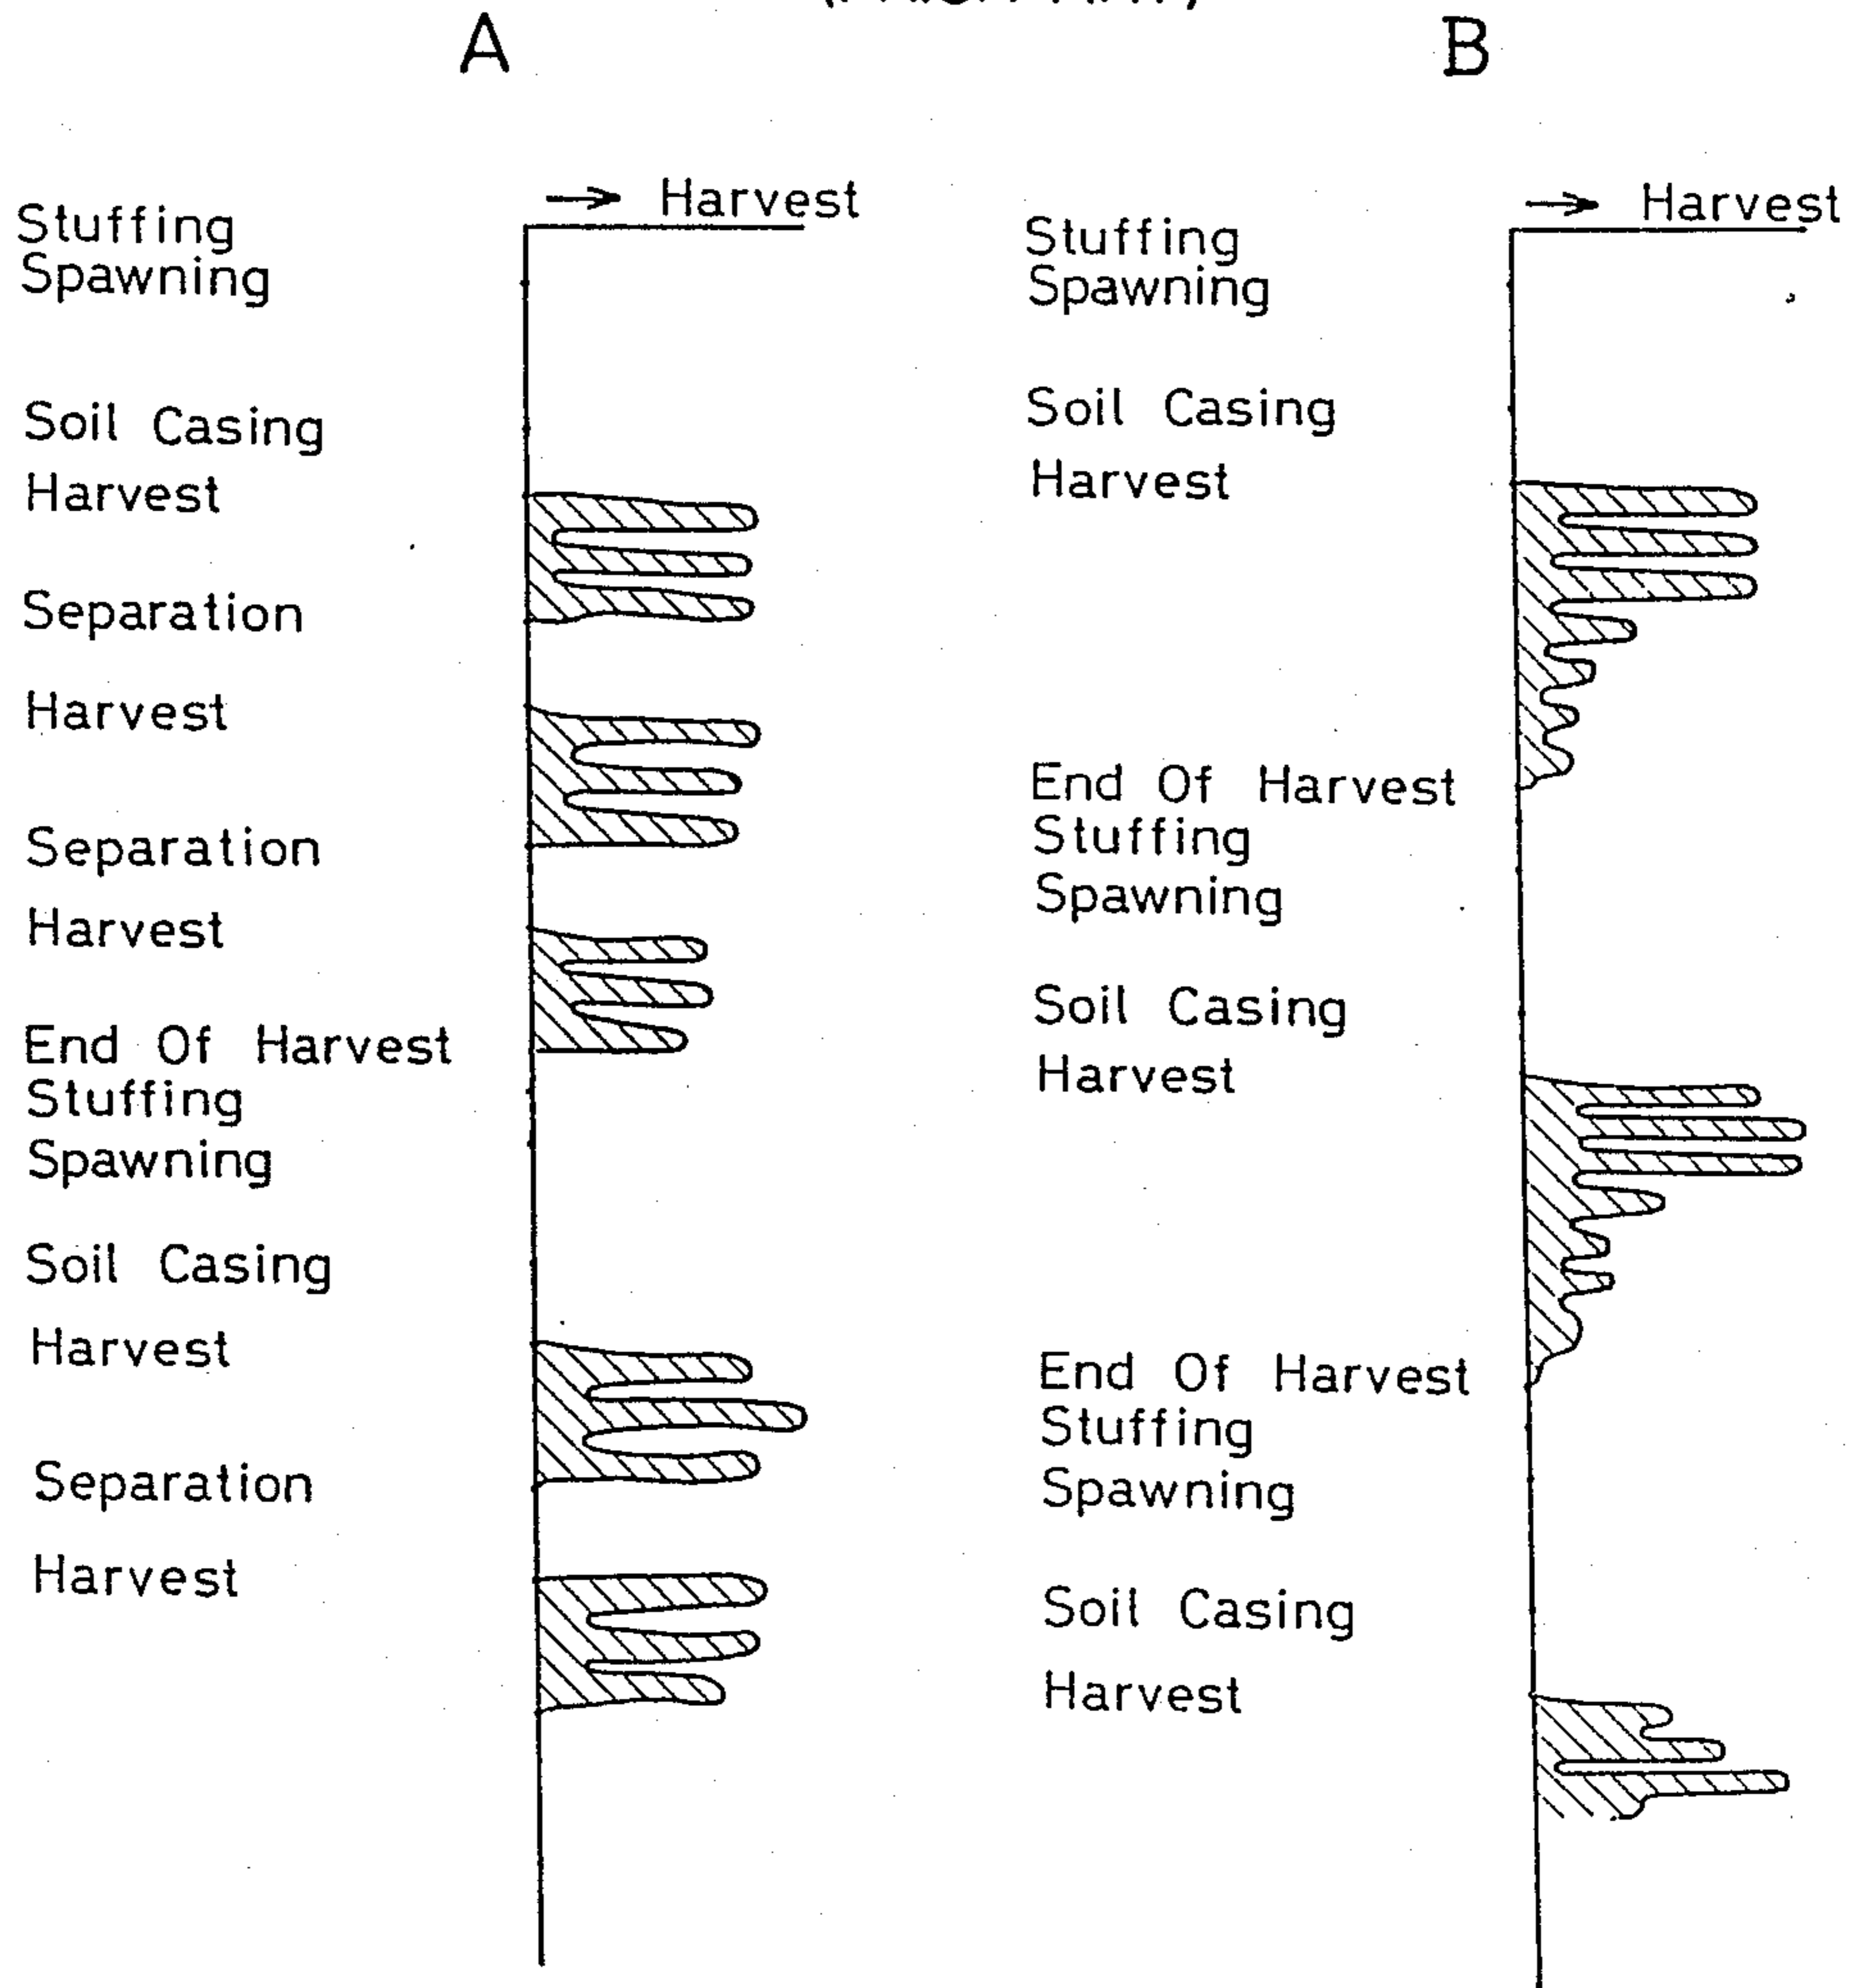 A
B
→ Harvest
Stuffing
Spawning
Soil Casing
Harvest
Separation
Harvest
Separation
Harvest
End Of Harvest
Stuffing
Spawning
Soil Casing
Harvest
Separation
Harvest
→ Harvest
Stuffing
Spawning
Soil Casing
Harvest
End Of Harvest
Stuffing
Spawning
Soil Casing
Harvest
End Of Harvest
Stuffing
Spawning
Soil Casing
Harvest